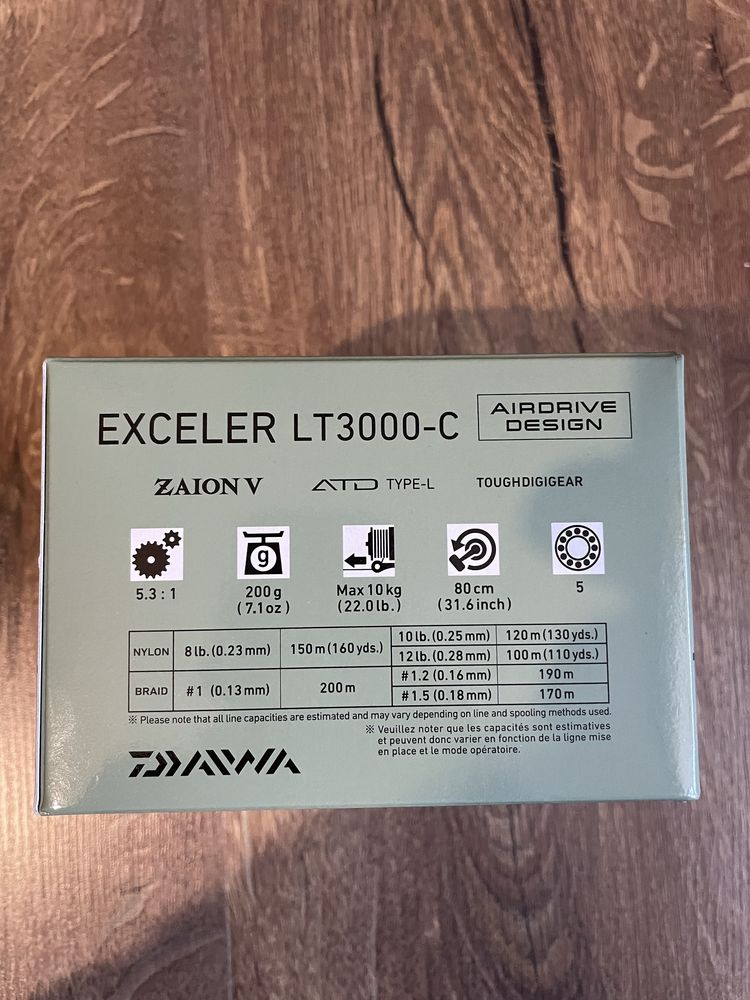 EXCELER LT3000-C
AIRDRIVE
DESIGN
ZAION V ATD TYPE-L TOUGHDIGIGEAR
g
5.3 : 1 200 g Max 10 kg 80 cm 5
(7.1 oz) (22.0 lb.) (31.6 inch)
NYLON 8 lb. (0.23 mm) 150 m (160 yds.) 10 lb. (0.25 mm) 120 m (130 yds.)
12 lb. (0.28 mm) 100 m (110 yds.)
BRAID #1 (0.13 mm) 200 m #1.2 (0.16 mm) 190 m
#1.5 (0.18 mm) 170 m
※ Please note that all line capacities are estimated and may vary depending on line and spooling methods used.
※ Veuillez noter que les capacités sont estimatives
et peuvent donc varier en fonction de la ligne mise
en place et le mode opératoire.
DAIWA